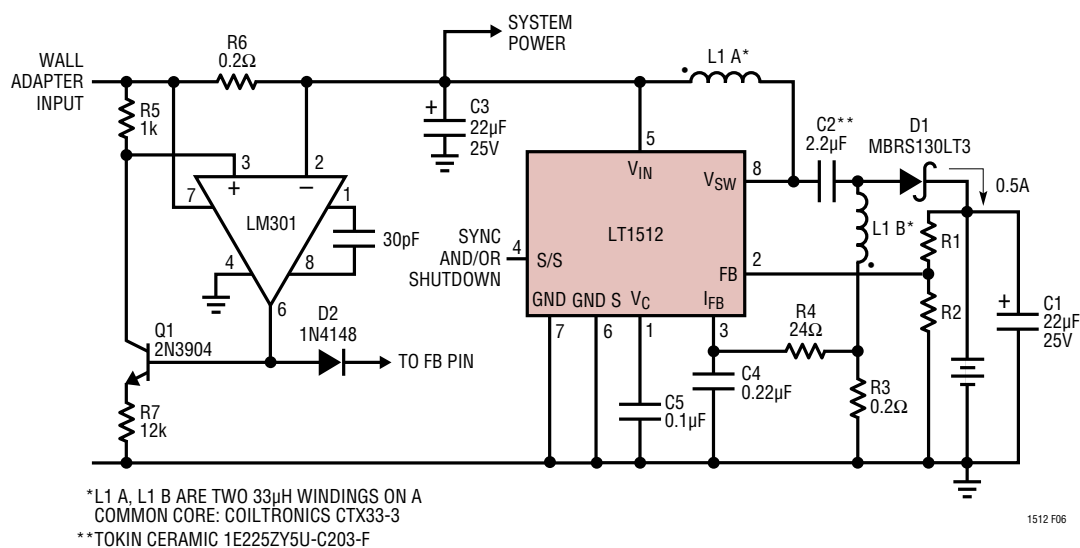 SYSTEM
POWER
WALL
ADAPTER
INPUT
R6
0.2Ω
R5
1k
L1 A*
+
C3
22µF
25V
C2**
2.2µF
D1
MBRS130LT3
5
VIN
VSW
8
0.5A
3
2
+
–
7
1
LM301
30pF
4
8
6
SYNC
AND/OR
SHUTDOWN
4
S/S
LT1512
FB
2
L1 B*
R1
GND
GND S
VC
IFB
7
6
1
3
R4
24Ω
R2
+
C1
22µF
25V
Q1
2N3904
D2
1N4148
TO FB PIN
C4
0.22µF
R3
0.2Ω
C5
0.1µF
R7
12k
*L1 A, L1 B ARE TWO 33µH WINDINGS ON A
COMMON CORE: COILTRONICS CTX33-3
**TOKIN CERAMIC 1E225ZY5U-C203-F
1512 F06